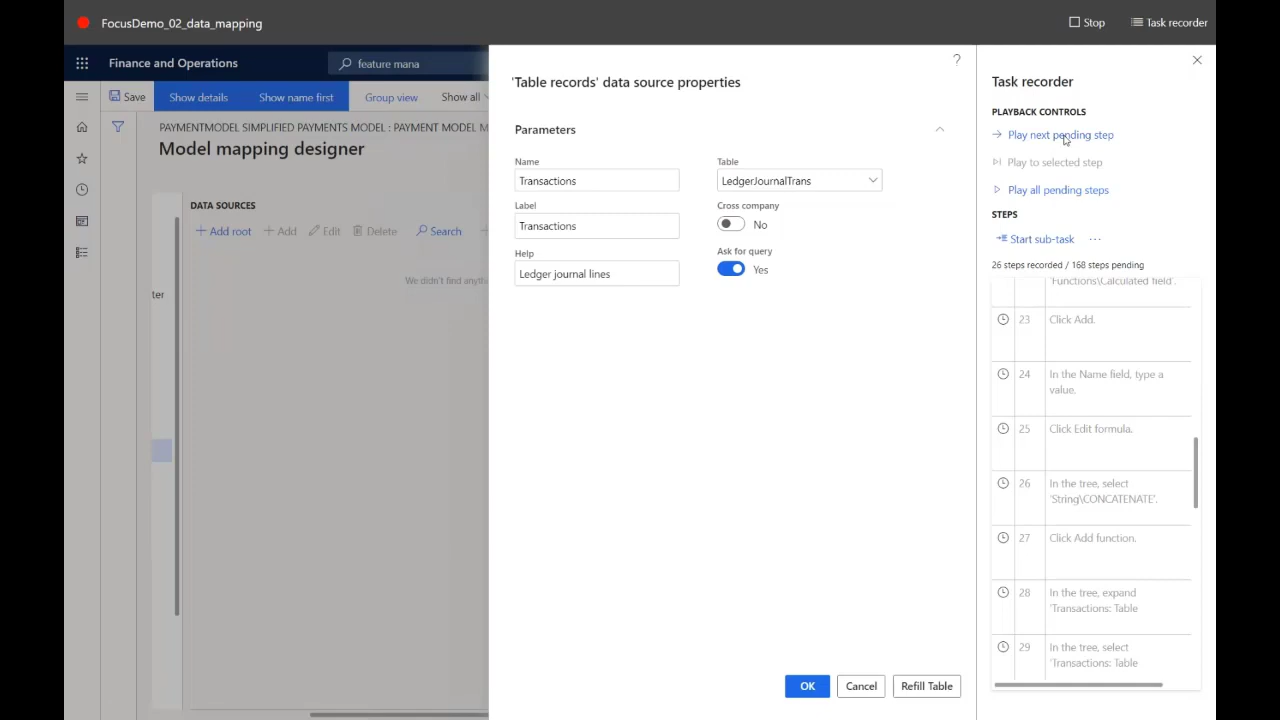 FocusDemo_02_data_mapping
Stop
Task recorder
Finance and Operations
feature mana
Save
Show details
Show name first
Group view
Show all
PAYMENTMODEL SIMPLIFIED PAYMENTS MODEL : PAYMENT MODEL M
Model mapping designer
DATA SOURCES
Add root
Add
Edit
Delete
Search
We didn't find anyth
ter
?
'Table records' data source properties
Parameters
Name
Transactions
Label
Transactions
Help
Ledger journal lines
Table
LedgerJournalTrans
Cross company
No
Ask for query
Yes
OK
Cancel
Refill Table
Task recorder
PLAYBACK CONTROLS
Play next pending step
Play to selected step
Play all pending steps
STEPS
Start sub-task
...
26 steps recorded / 168 steps pending
'Functions\Calculated field'.
23 Click Add.
24 In the Name field, type a
value.
25 Click Edit formula.
26 In the tree, select
'String\CONCATENATE'.
27 Click Add function.
28 In the tree, expand
'Transactions: Table
29 In the tree, select
'Transactions: Table